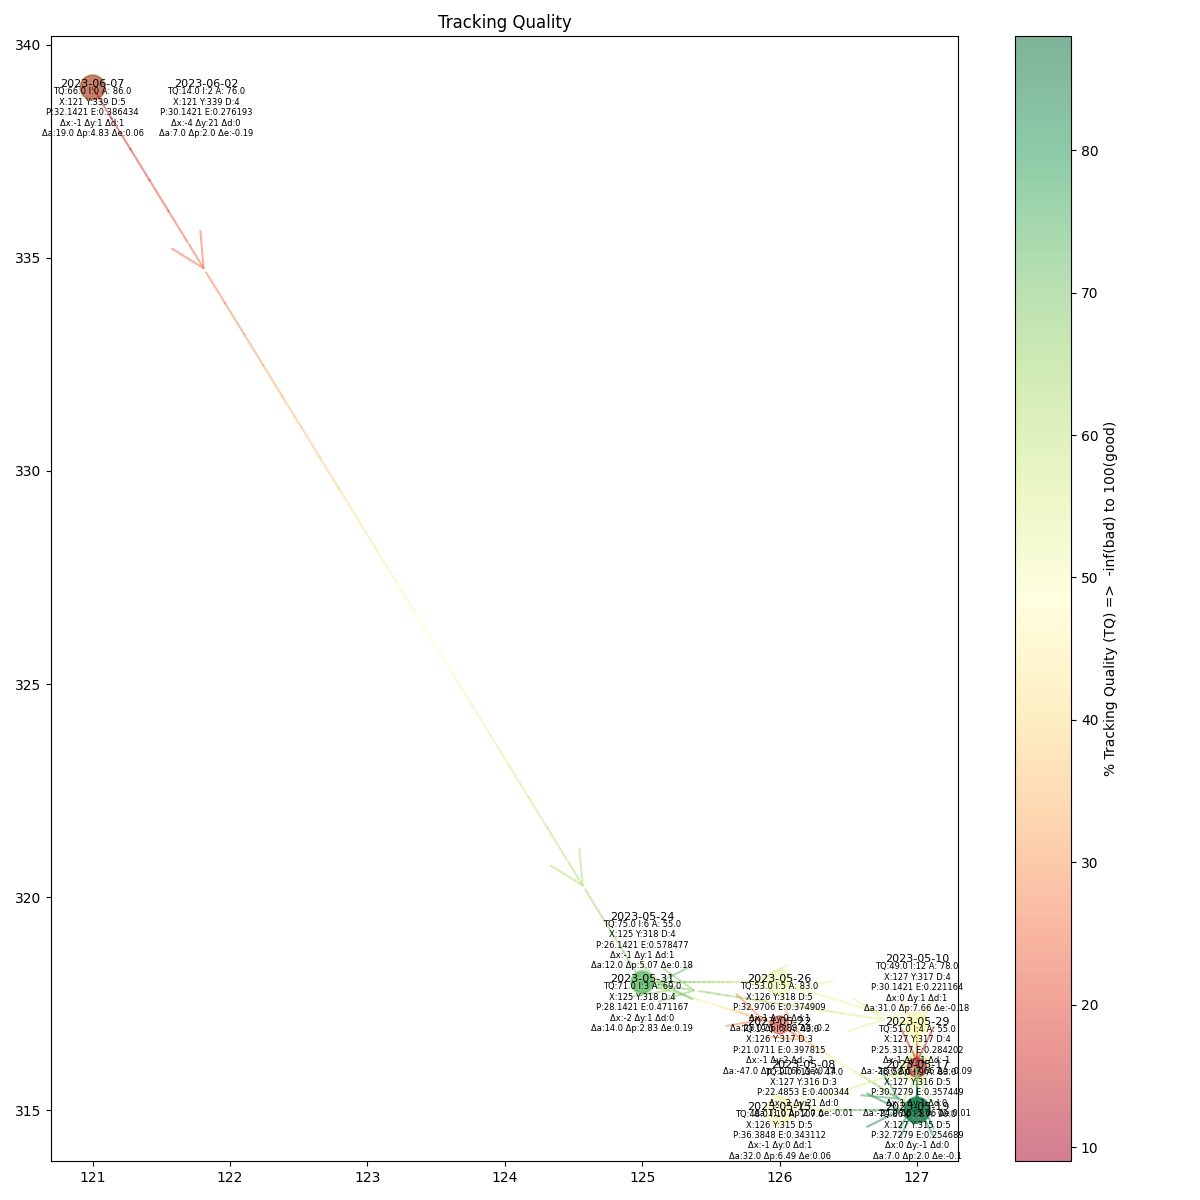 Tracking Quality
340
335
330
325
320
315
121
122
123
124
125
126
127
2023-06-07
TQ:66.0 I:0 A: 86.0
X:121 Y:339 D:5
P:32.1421 E:0.386434
Δx:-1 Δy:1 Δd:1
Δa:19.0 Δp:4.83 Δe:0.06
2023-06-02
TQ:14.0 I:2 A: 76.0
X:121 Y:339 D:4
P:30.1421 E:0.276193
Δx:-4 Δy:21 Δd:0
Δa:7.0 Δp:2.0 Δe:-0.19
2023-05-24
TQ:75.0 I:6 A: 55.0
X:125 Y:318 D:4
P:26.1421 E:0.578477
Δx:-1 Δy:1 Δd:1
Δa:12.0 Δp:5.07 Δe:0.18
2023-05-31
TQ:71.0 I:3 A: 69.0
X:125 Y:318 D:4
P:28.1421 E:0.471167
Δx:-2 Δy:1 Δd:0
Δa:14.0 Δp:2.83 Δe:0.19
2023-05-26
TQ:53.0 I:5 A: 83.0
X:126 Y:318 D:5
P:32.9706 E:0.374909
2023-05-22
X:126 Y:317 D:3
P:21.0711 E:0.397815
2023-05-08
X:127 Y:316 D:3
P:22.4853 E:0.400344
2023-05-15
X:126 Y:315 D:5
P:36.3848 E:0.343112
Δx:-1 Δy:0 Δd:1
Δa:32.0 Δp:6.49 Δe:0.06
2023-05-10
TQ:49.0 I:12 A: 78.0
X:127 Y:317 D:4
P:30.1421 E:0.221164
Δx:0 Δy:1 Δd:1
Δa:31.0 Δp:7.66 Δe:-0.18
2023-05-29
TQ:51.0 I:4 A: 55.0
X:127 Y:317 D:4
P:25.3137 E:0.284202
2023-05-17
X:127 Y:316 D:5
P:30.7279 E:0.357449
2023-05-19
X:127 Y:315 D:5
P:32.7279 E:0.254689
Δx:0 Δy:-1 Δd:0
Δa:7.0 Δp:2.0 Δe:-0.1
80
70
60
50
40
30
20
10
% Tracking Quality (TQ) => -inf(bad) to 100(good)